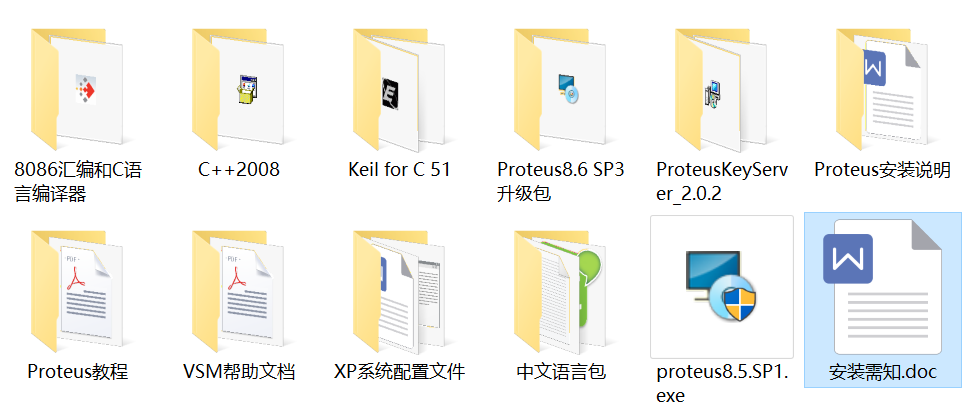 8086汇编和C语
言编译器
C++2008
Keil for C 51
Proteus8.6 SP3
升级包
ProteusKeyServ
er_2.0.2
Proteus安装说明
Proteus教程
VSM帮助文档
XP系统配置文件
中文语言包
proteus8.5.SP1.
exe
安装需知.doc